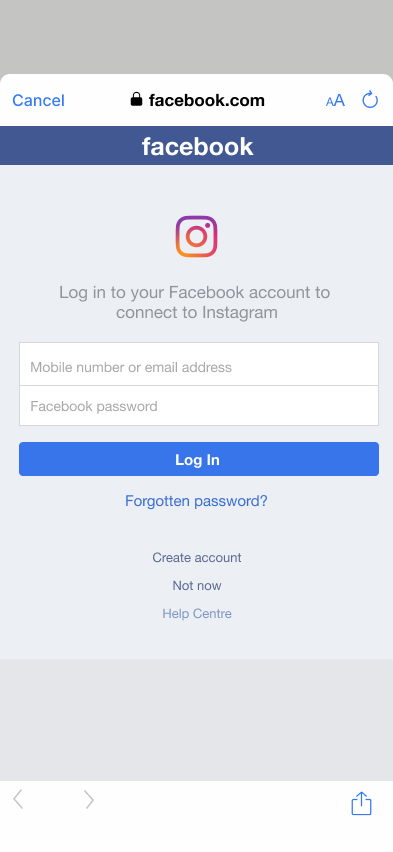 Cancel
facebook.com
AA
facebook
Log in to your Facebook account to
connect to Instagram
Mobile number or email address
Facebook password
Log In
Forgotten password?
Create account
Not now
Help Centre